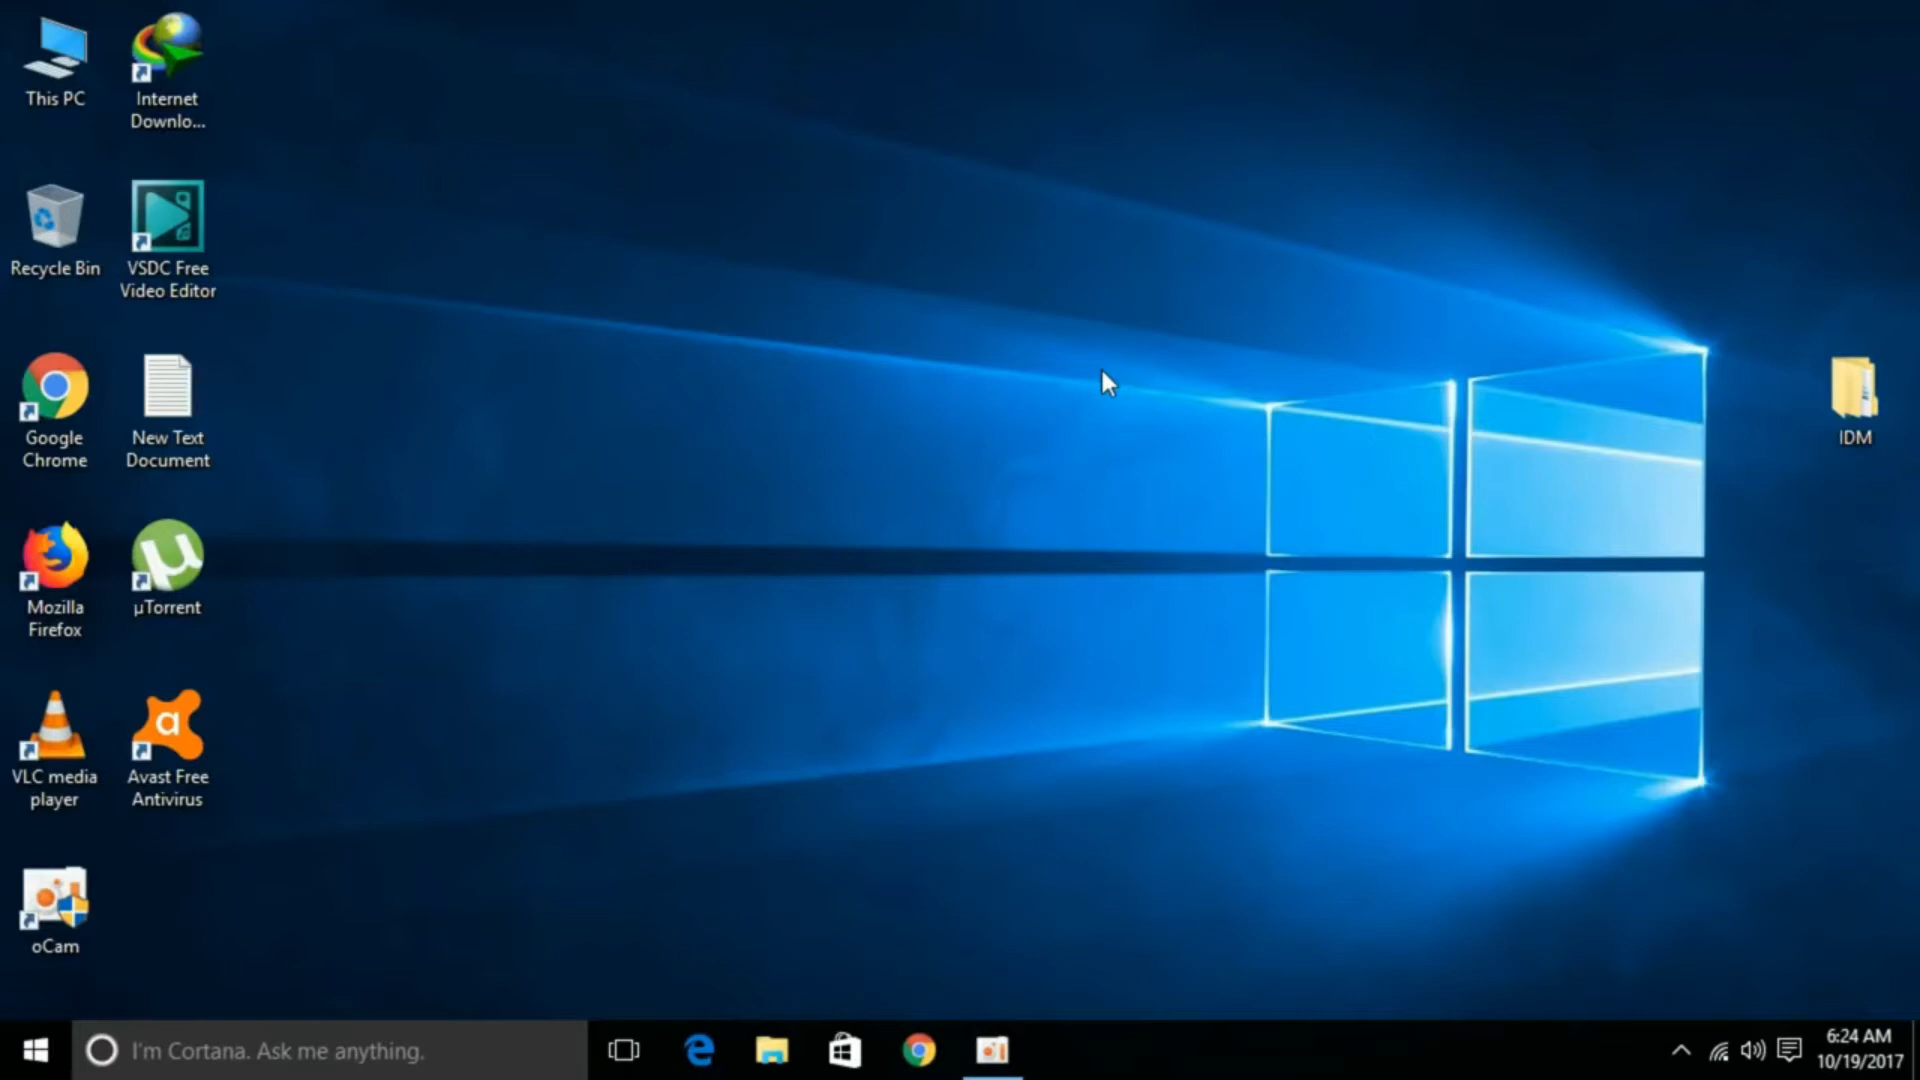 This PC
Internet
Downlo...
Recycle Bin
VSDC Free
Video Editor
Google
Chrome
New Text
Document
Mozilla
Firefox
µTorrent
VLC media
player
Avast Free
Antivirus
oCam
IDM
I'm Cortana. Ask me anything.
6:24 AM
10/19/2017